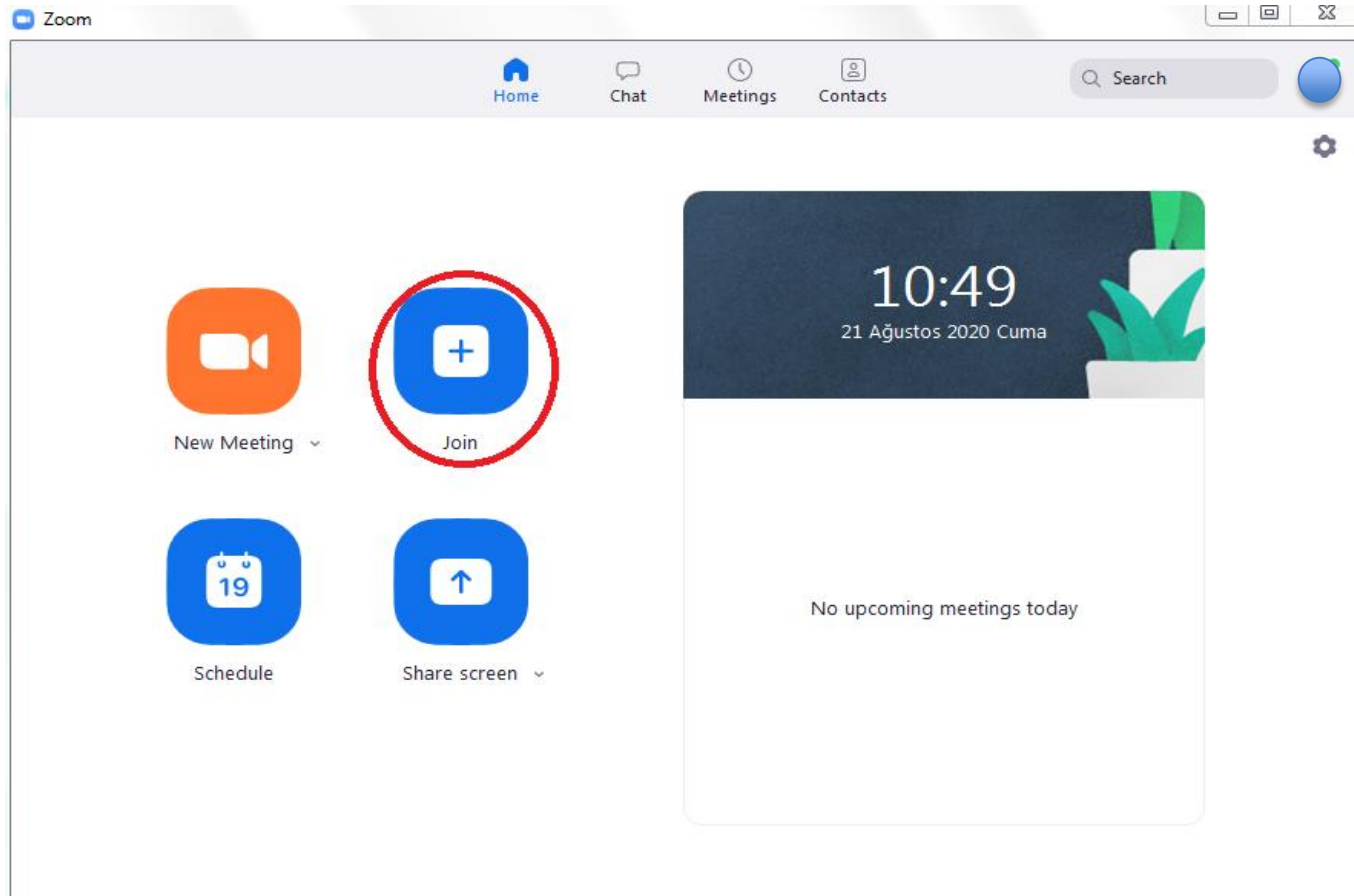 Zoom
Home
Chat
Meetings
Contacts
Search
10:49
21 Ağustos 2020 Cuma
New Meeting
Join
19
Schedule
Share screen
No upcoming meetings today